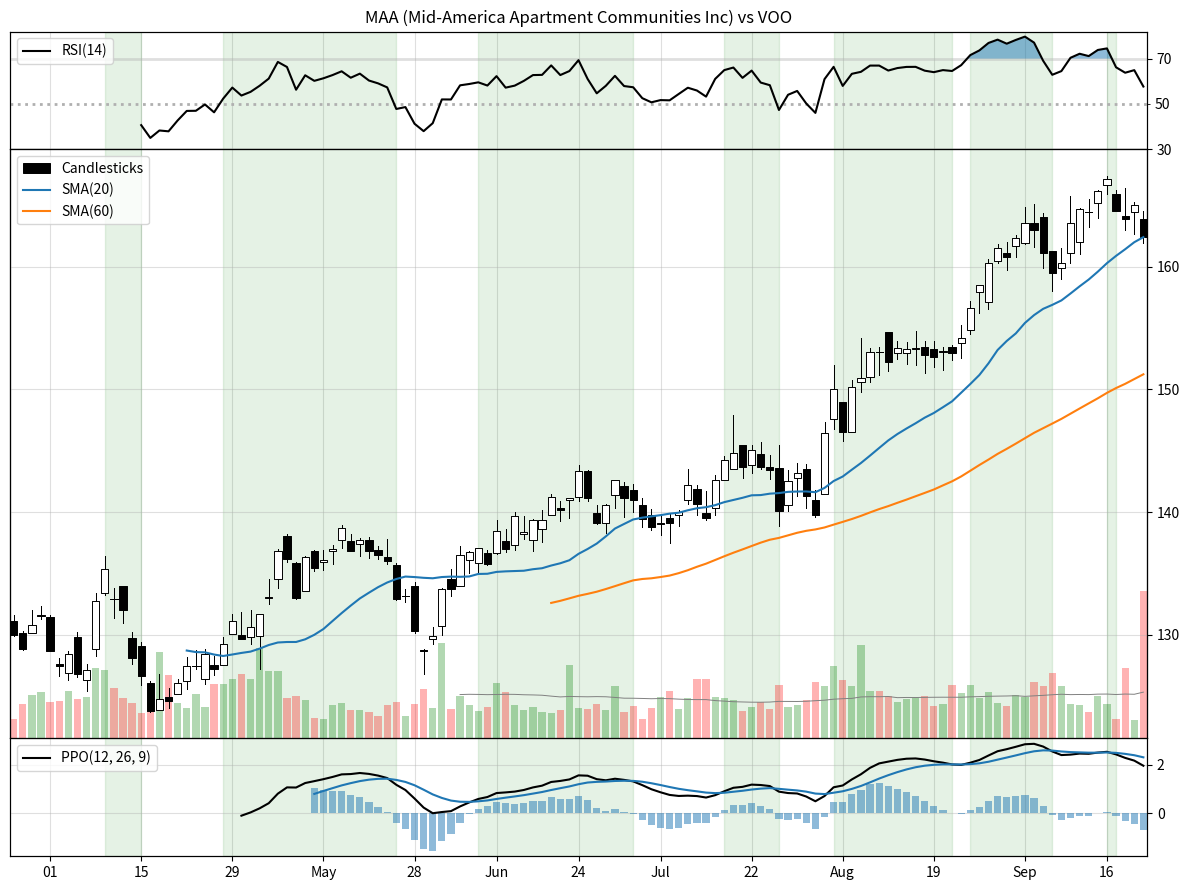 MAA (Mid-America Apartment Communities Inc) vs VOO
RSI(14)
70
50
30
Candlesticks
SMA(20)
SMA(60)
160
150
140
130
PPO(12, 26, 9)
2
0
01 15 29 May 28 Jun 24 Jul 22 Aug 19 Sep 16